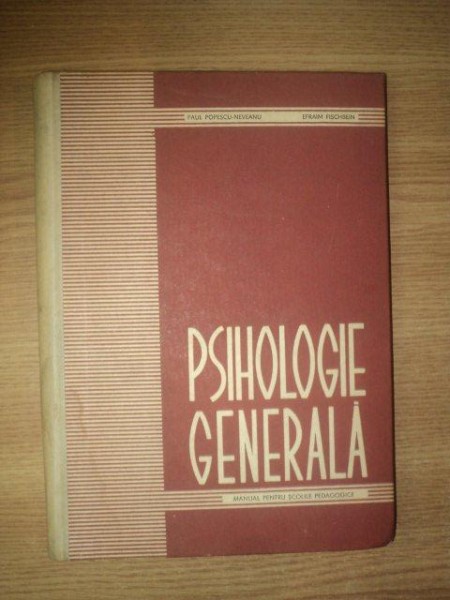 PAUL POPESCU-NEVEANU EFRAIM FISCHBEIN
PSIHOLOGIE
GENERALĂ
MANUAL PENTRU ȘCOLILE PEDAGOGICE